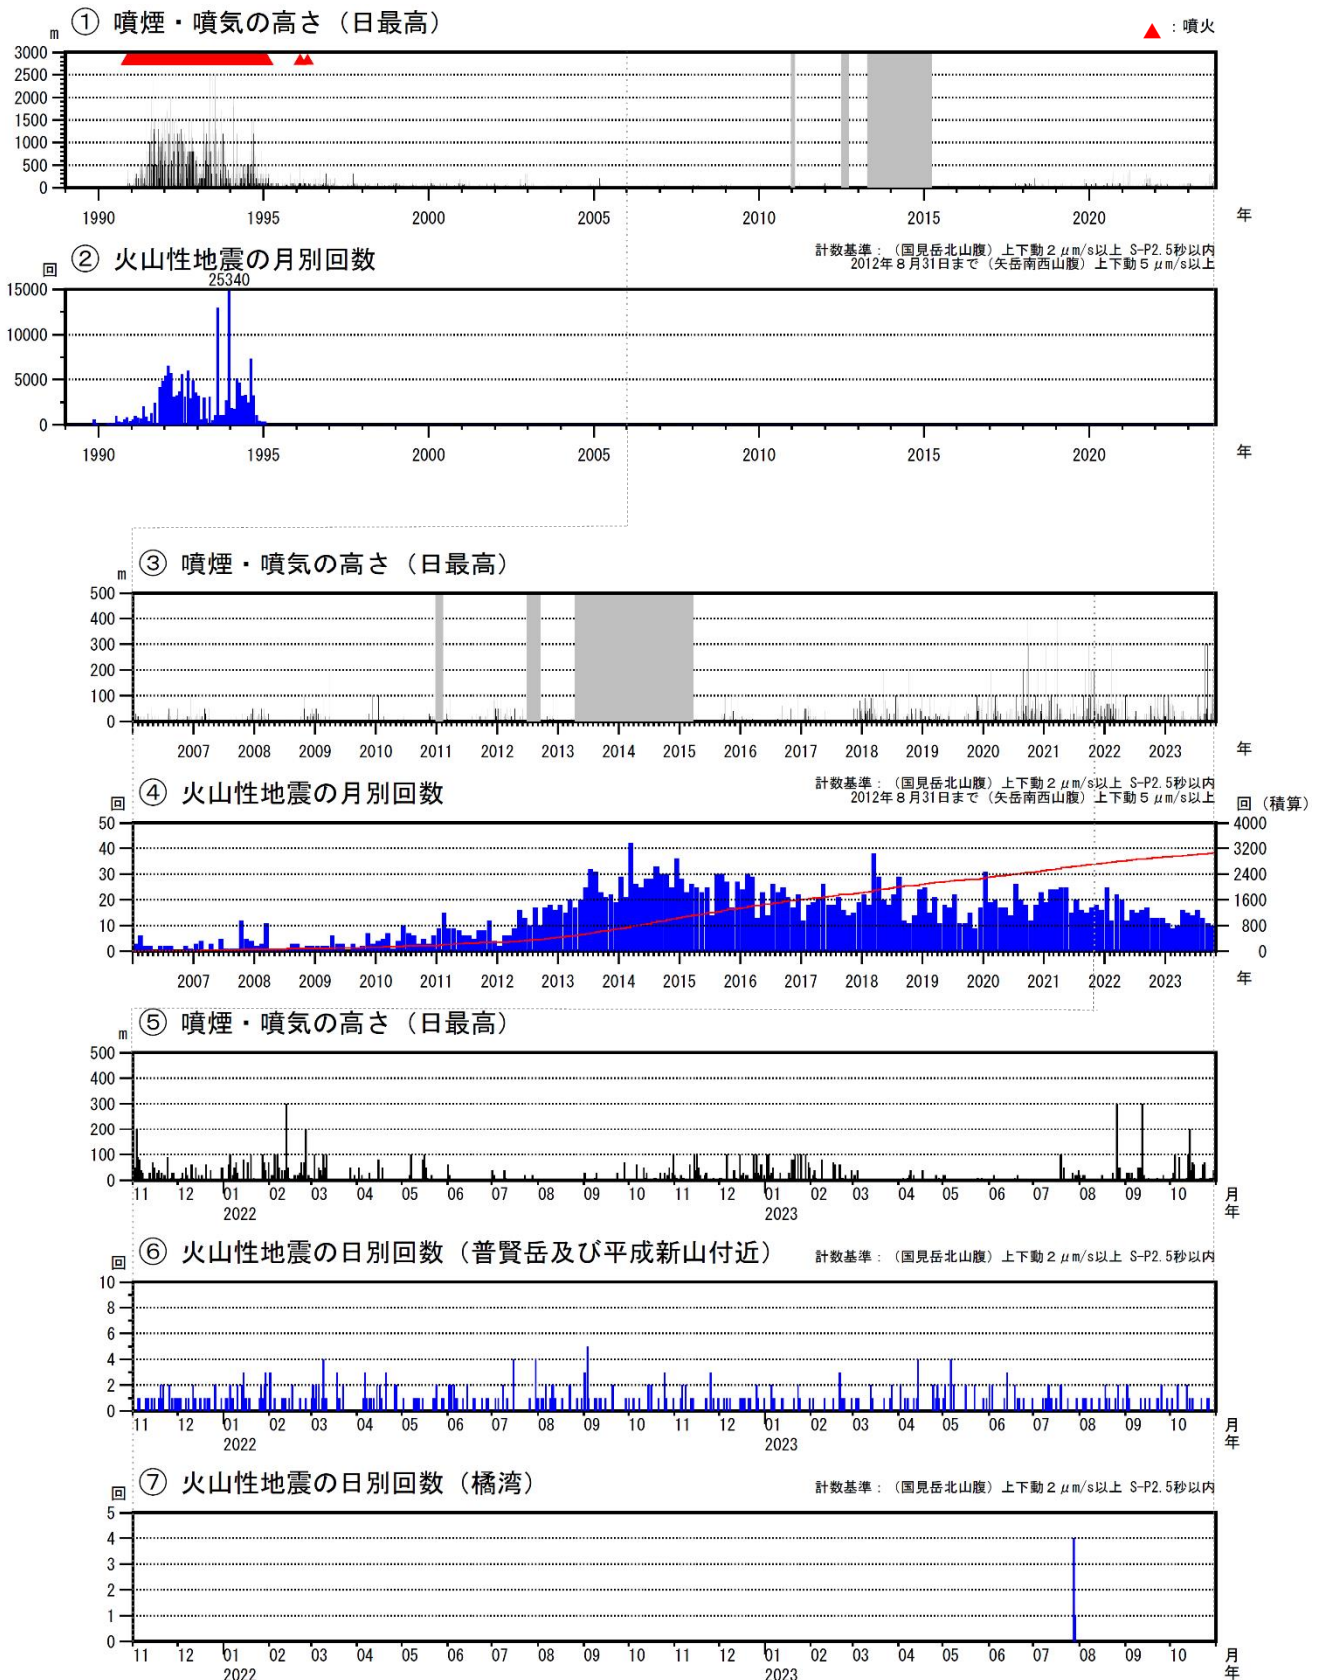 ① 噴煙・噴気の高さ（日最高）
▲：噴火
m
3000
2500
2000
1500
1000
500
0
1990 1995 2000 2005 2010 2015 2020 年
② 火山性地震の月別回数
計数基準：（国見岳北山腹）上下動２μm/s以上 S-P2.5秒以内
2012年８月31日まで（矢岳南西山腹）上下動５μm/s以上
回
25340
15000
10000
5000
0
1990 1995 2000 2005 2010 2015 2020 年
③ 噴煙・噴気の高さ（日最高）
m
500
400
300
200
100
0
2007 2008 2009 2010 2011 2012 2013 2014 2015 2016 2017 2018 2019 2020 2021 2022 2023 年
④ 火山性地震の月別回数
計数基準：（国見岳北山腹）上下動２μm/s以上 S-P2.5秒以内
2012年８月31日まで（矢岳南西山腹）上下動５μm/s以上
回 回（積算）
50 4000
40 3200
30 2400
20 1600
10 800
0 0
2007 2008 2009 2010 2011 2012 2013 2014 2015 2016 2017 2018 2019 2020 2021 2022 2023 年
⑤ 噴煙・噴気の高さ（日最高）
m
500
400
300
200
100
0
11 12 01 02 03 04 05 06 07 08 09 10 11 12 01 02 03 04 05 06 07 08 09 10 月
2022 2023 年
⑥ 火山性地震の日別回数（普賢岳及び平成新山付近）
計数基準：（国見岳北山腹）上下動２μm/s以上 S-P2.5秒以内
回
10
8
6
4
2
0
11 12 01 02 03 04 05 06 07 08 09 10 11 12 01 02 03 04 05 06 07 08 09 10 月
2022 2023 年
⑦ 火山性地震の日別回数（橘湾）
計数基準：（国見岳北山腹）上下動２μm/s以上 S-P2.5秒以内
回
5
4
3
2
1
0
11 12 01 02 03 04 05 06 07 08 09 10 11 12 01 02 03 04 05 06 07 08 09 10 月
2022 2023 年